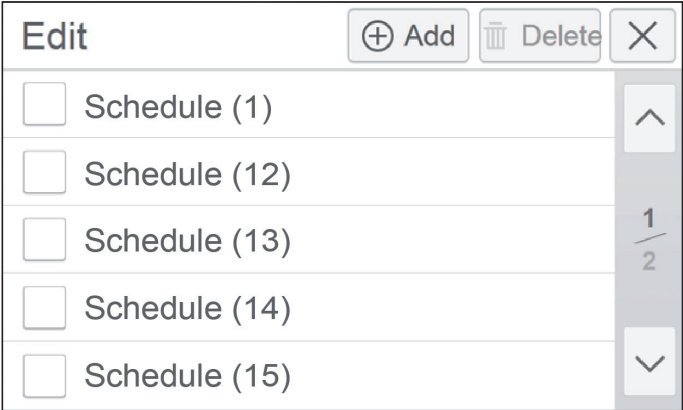 Edit Add Delete
Schedule (1)
Schedule (12)
Schedule (13)
Schedule (14)
Schedule (15)
1
2